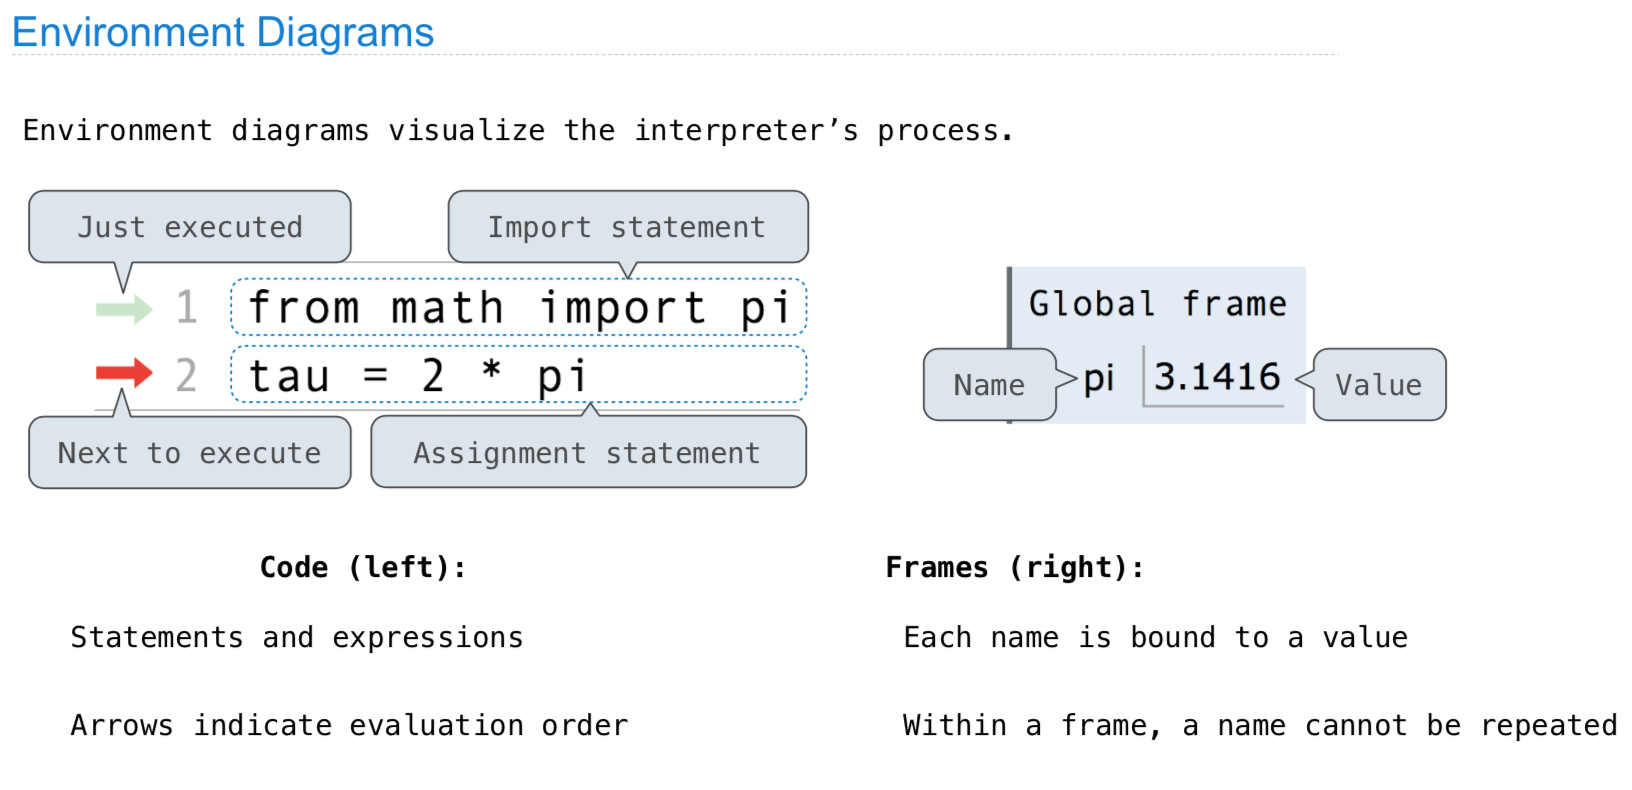 Environment Diagrams
Environment diagrams visualize the interpreter’s process.
Just executed
Import statement
1 from math import pi
2 tau = 2 * pi
Next to execute
Assignment statement
Global frame
Name
pi 3.1416
Value
Code (left):
Statements and expressions
Arrows indicate evaluation order
Frames (right):
Each name is bound to a value
Within a frame, a name cannot be repeated